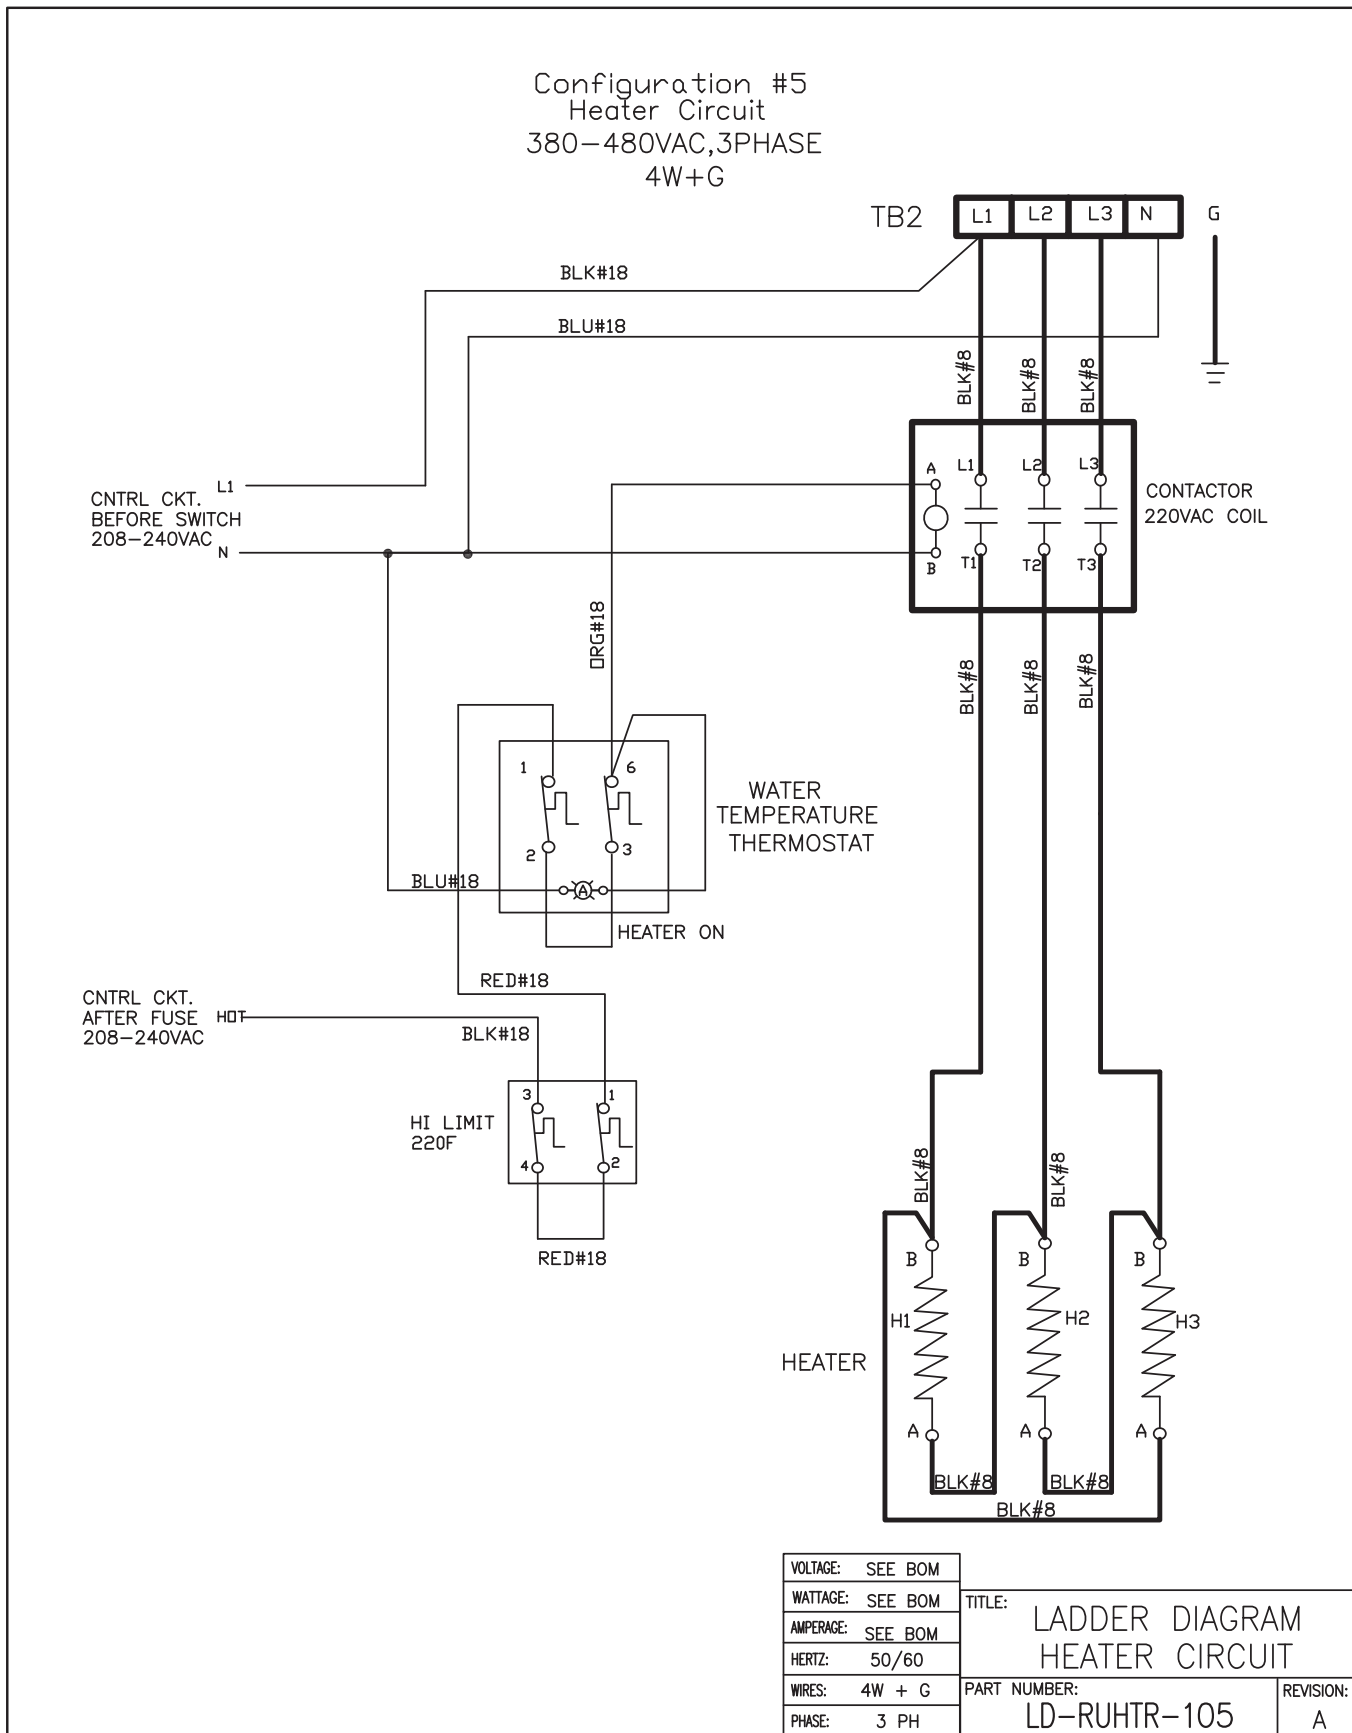 Configuration #5
Heater Circuit
380-480VAC,3PHASE
4W+G
TB2
L1
L2
L3
N
G
BLK#18
BLU#18
BLK#8
BLK#8
BLK#8
CNTRL CKT.
BEFORE SWITCH
208-240VAC
L1
N
A
L1
L2
L3
B
T1
T2
T3
CONTACTOR
220VAC COIL
ORG#18
BLK#8
BLK#8
BLK#8
1
6
2
3
A
WATER
TEMPERATURE
THERMOSTAT
BLU#18
HEATER ON
RED#18
CNTRL CKT.
AFTER FUSE
208-240VAC
HOT
BLK#18
HI LIMIT
220F
3
1
4
2
RED#18
BLK#8
BLK#8
B
B
B
H1
H2
H3
HEATER
A
A
A
BLK#8
BLK#8
BLK#8
VOLTAGE: SEE BOM
WATTAGE: SEE BOM
AMPERAGE: SEE BOM
HERTZ: 50/60
WIRES: 4W + G
PHASE: 3 PH
TITLE: LADDER DIAGRAM
HEATER CIRCUIT
PART NUMBER:
LD-RUHTR-105
REVISION:
A